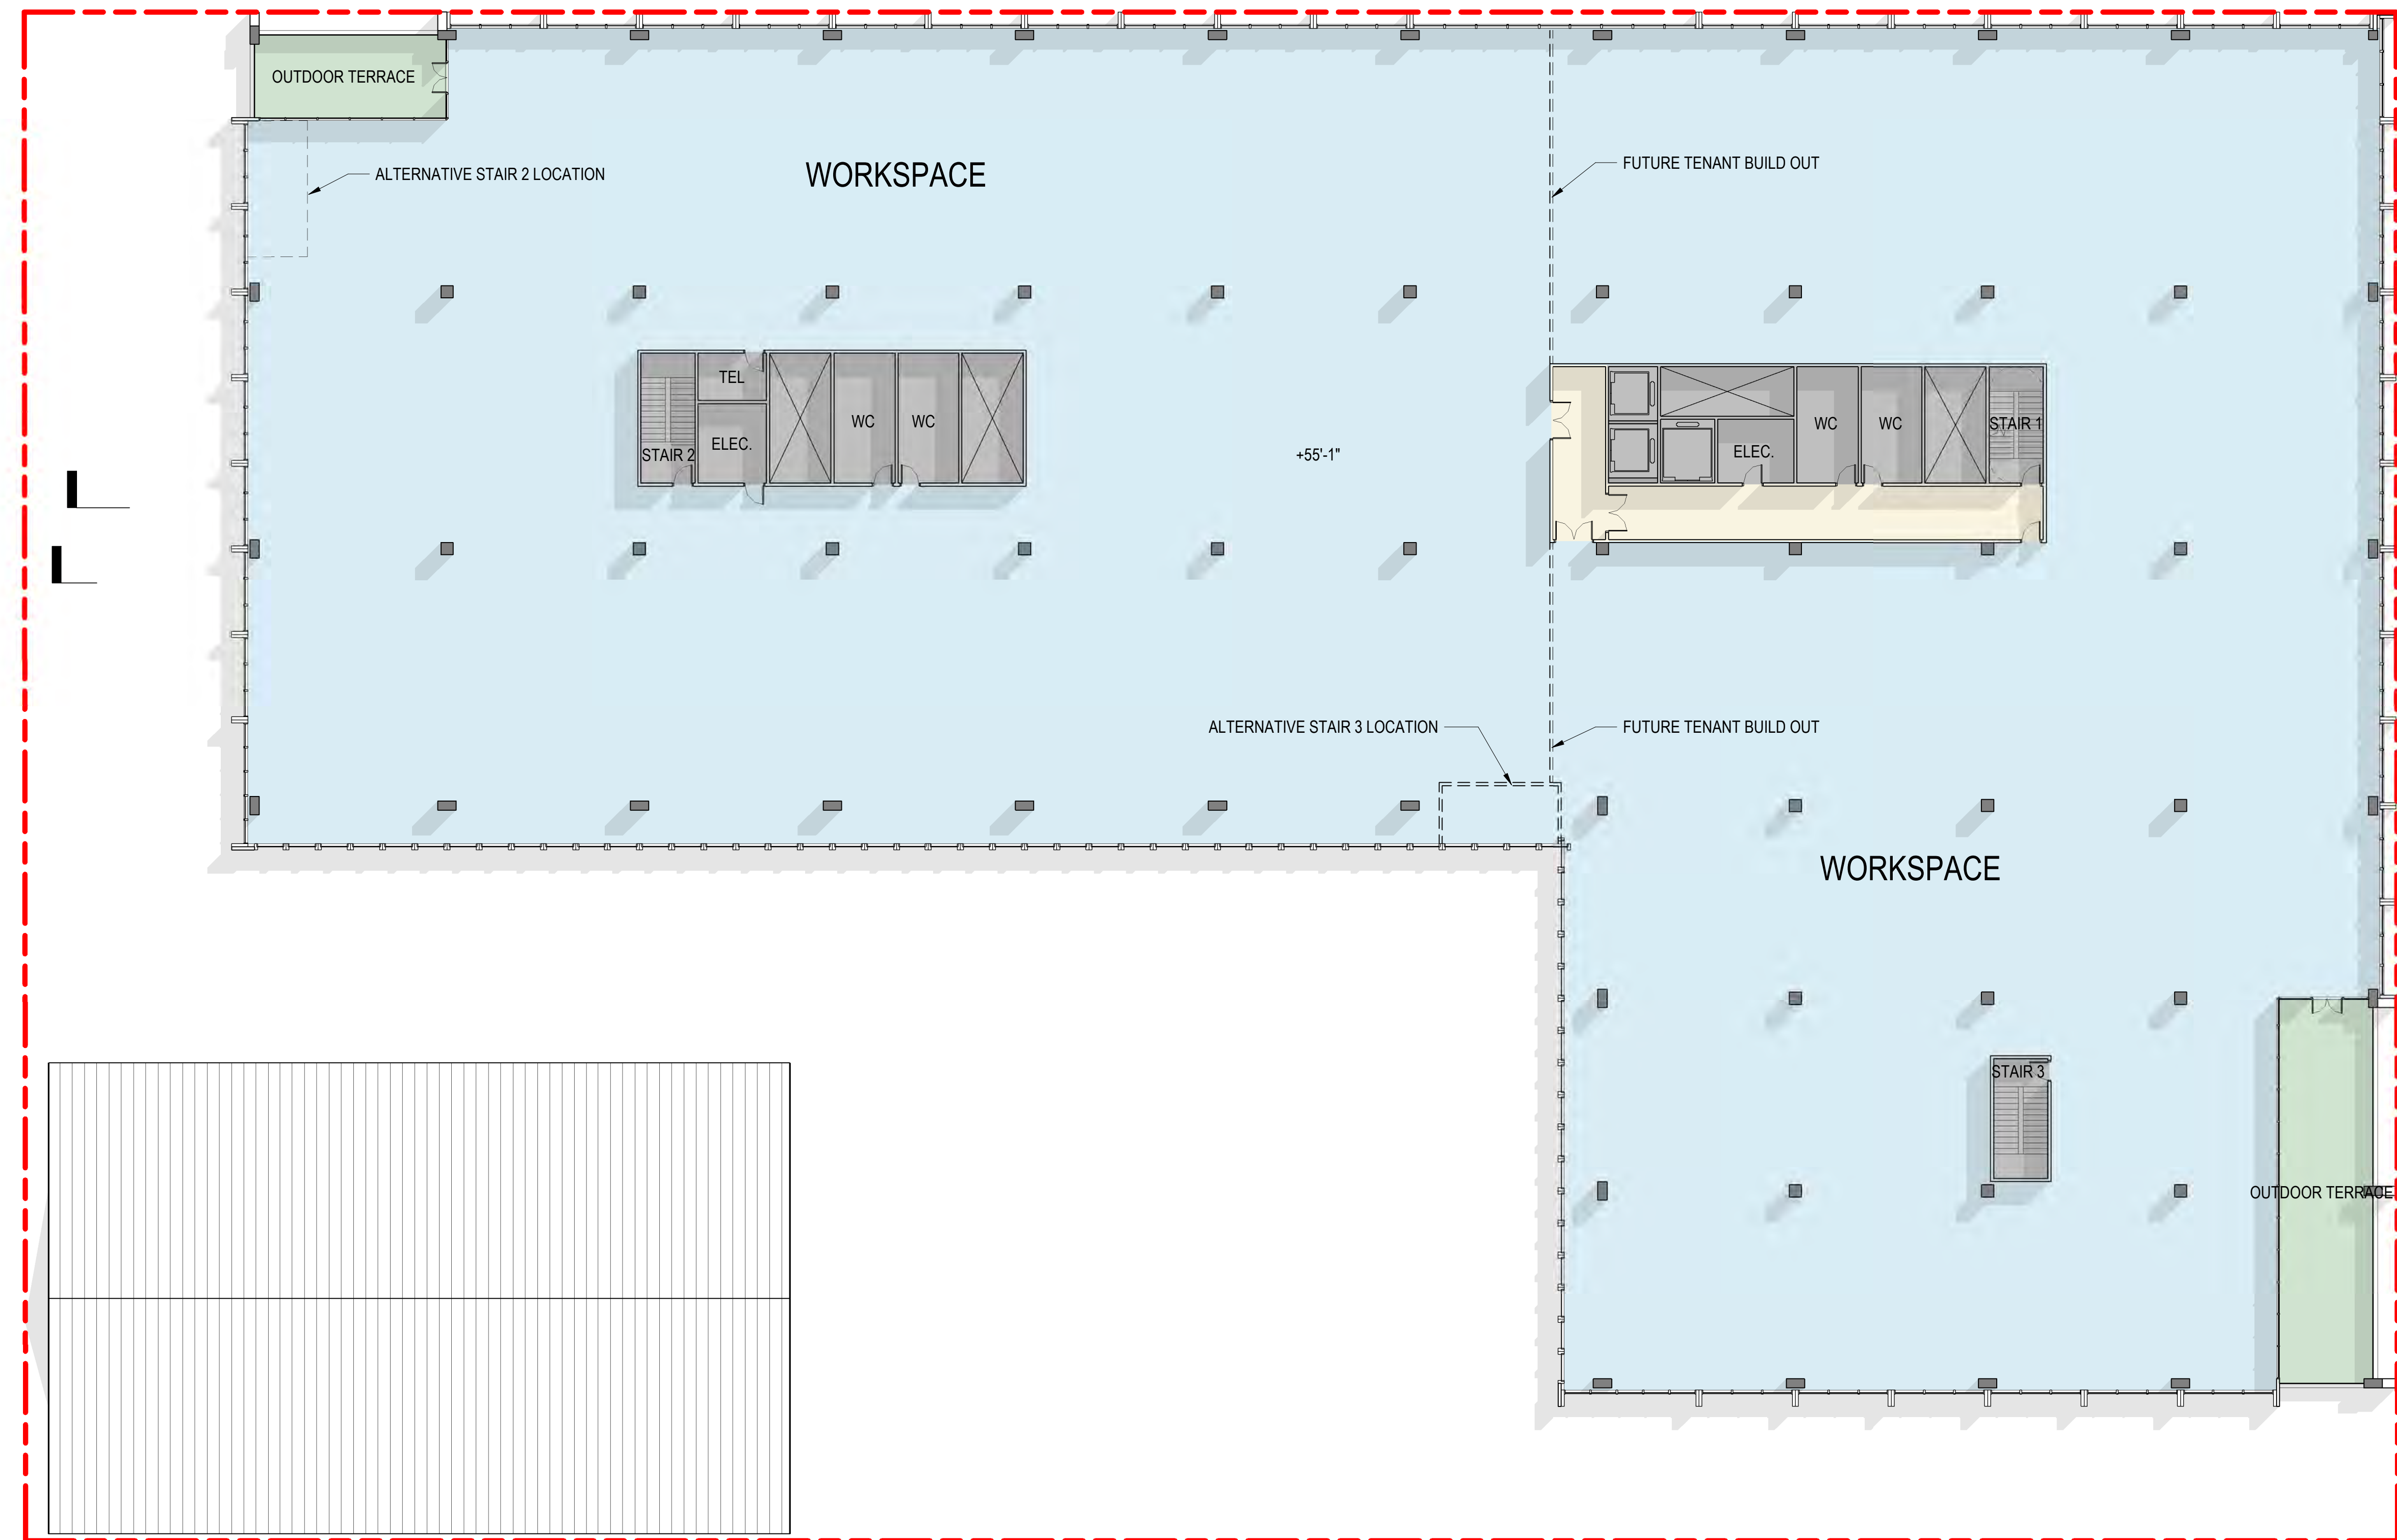 OUTDOOR TERRACE
ALTERNATIVE STAIR 2 LOCATION
WORKSPACE
FUTURE TENANT BUILD OUT
TEL
ELEC.
STAIR 2
WC
WC
+55'-1"
ELEC.
WC
WC
STAIR 1
ALTERNATIVE STAIR 3 LOCATION
FUTURE TENANT BUILD OUT
WORKSPACE
STAIR 3
OUTDOOR TERRACE